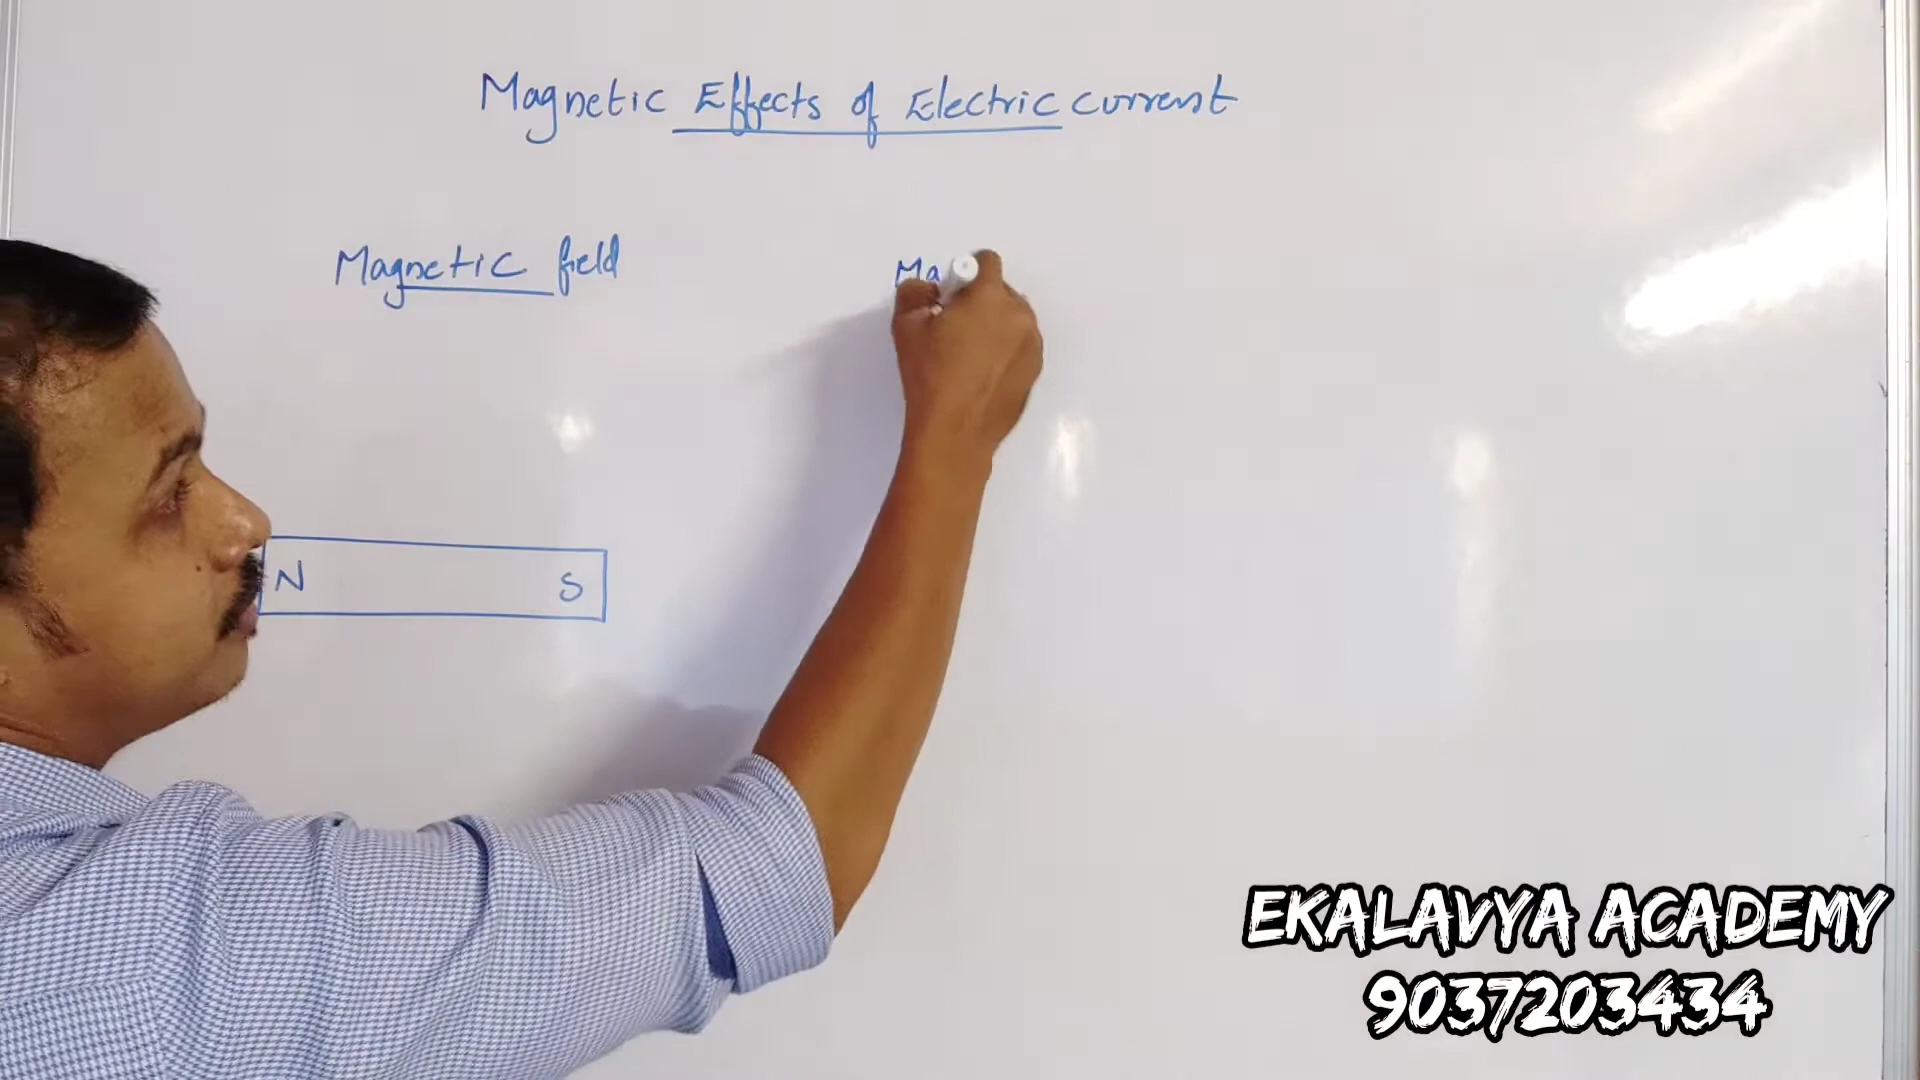 Magnetic Effects of Electric current
Magnetic field
Ma
N S
EKALAVYA ACADEMY
9037203434